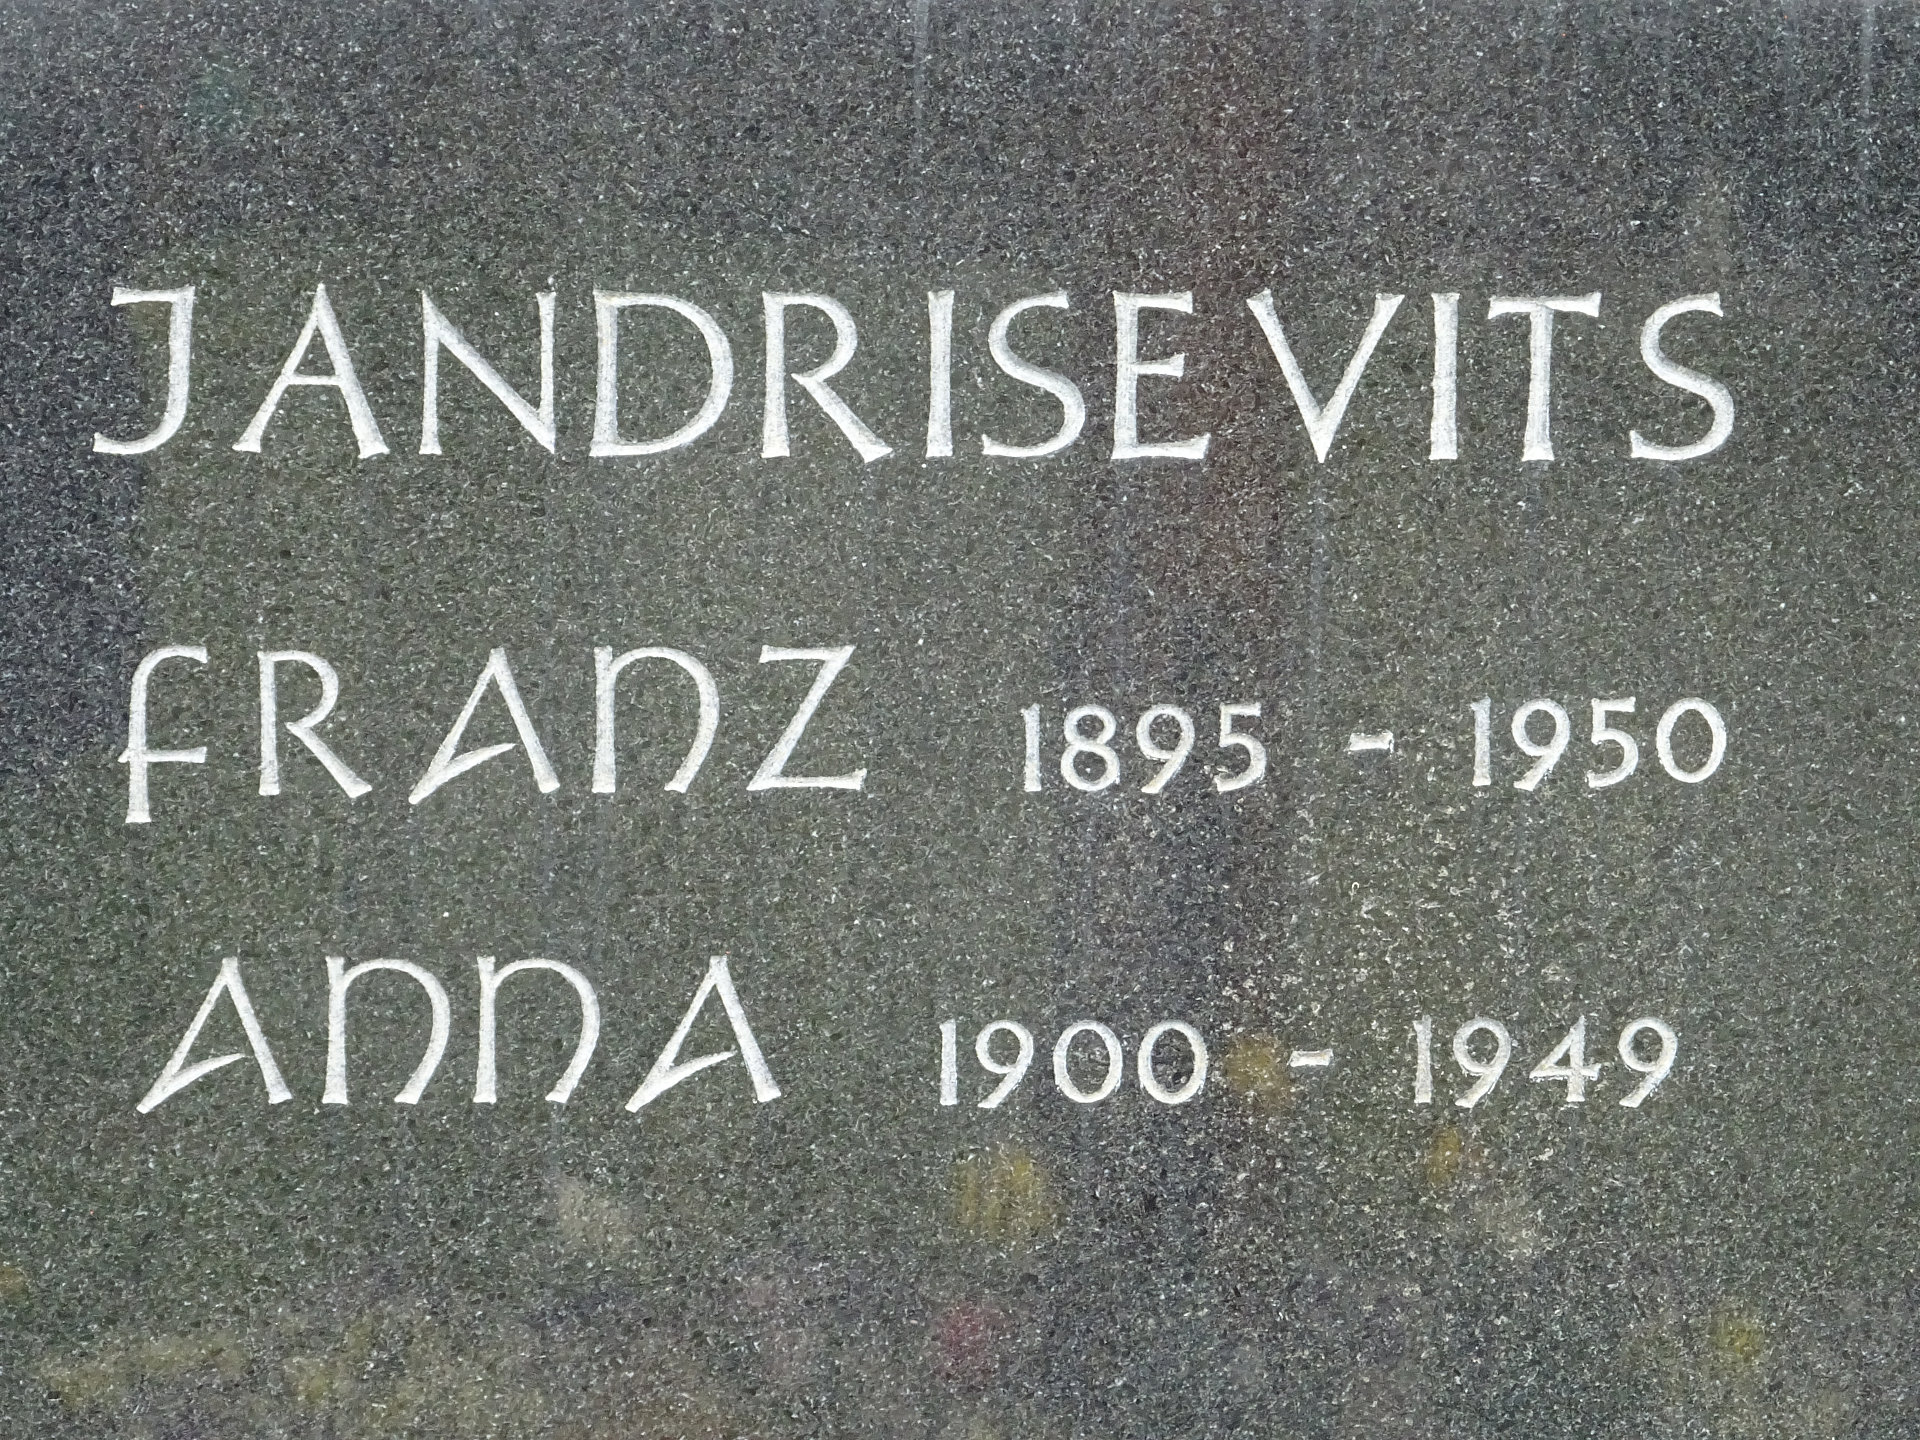 JANDRISEVITS
FRANZ 1895 - 1950
ANNA 1900 - 1949